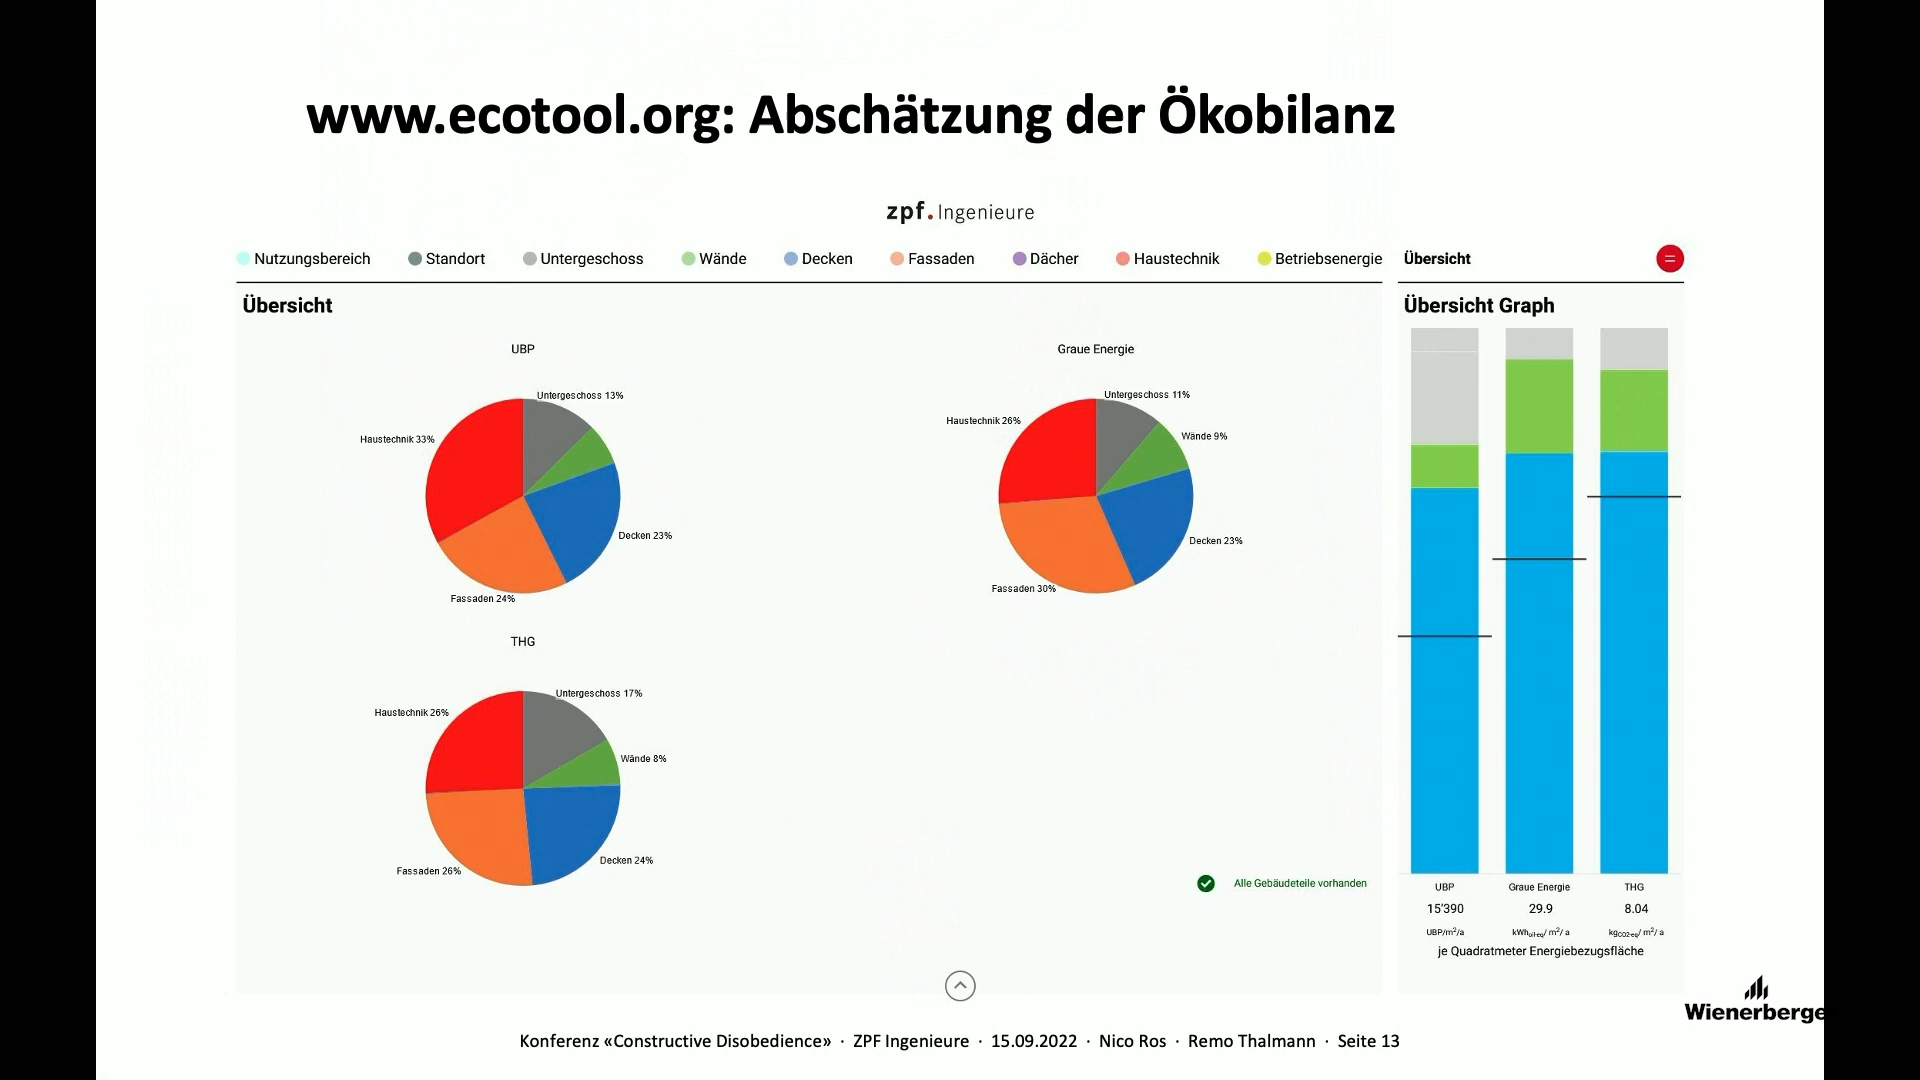 www.ecotool.org: Abschätzung der Ökobilanz
zpf.Ingenieure
Nutzungsbereich Standort Untergeschoss Wände Decken Fassaden Dächer Haustechnik Betriebsenergie Übersicht
Übersicht
Übersicht Graph
UBP
Untergeschoss 13%
Haustechnik 33%
Decken 23%
Fassaden 24%
Graue Energie
Untergeschoss 11%
Haustechnik 26%
Wände 9%
Decken 23%
Fassaden 30%
THG
Untergeschoss 17%
Haustechnik 26%
Wände 8%
Decken 24%
Fassaden 26%
Alle Gebäudeteile vorhanden
UBP Graue Energie THG
15'390 29.9 8.04
UBP/m²/a kWhoil-eq/ m²/ a kgCO2-eq/ m²/ a
je Quadratmeter Energiebezugsfläche
Wienerberge
Konferenz «Constructive Disobedience» · ZPF Ingenieure · 15.09.2022 · Nico Ros · Remo Thalmann · Seite 13